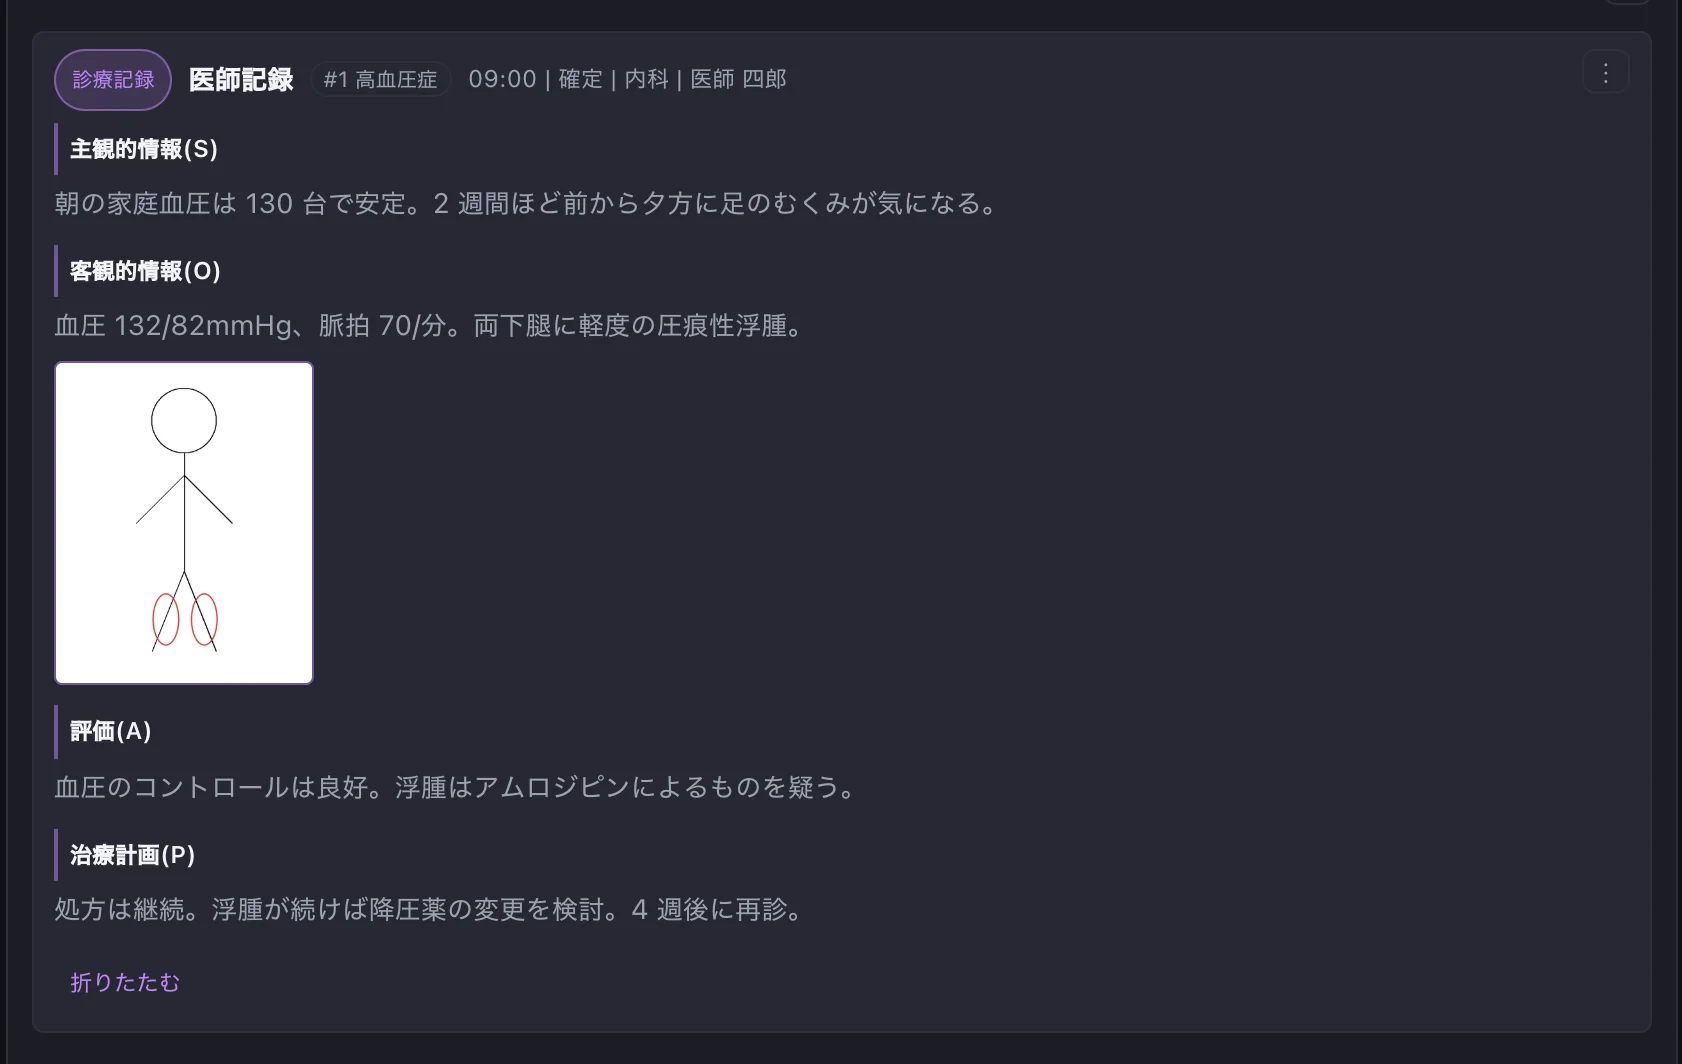 診療記録 医師記録 #1 高血圧症 09:00 | 確定 | 内科 | 医師 四郎
主観的情報(S)
朝の家庭血圧は 130 台で安定。2 週間ほど前から夕方に足のむくみが気になる。
客観的情報(O)
血圧 132/82mmHg、脈拍 70/分。両下腿に軽度の圧痕性浮腫。
評価(A)
血圧のコントロールは良好。浮腫はアムロジピンによるものを疑う。
治療計画(P)
処方は継続。浮腫が続けば降圧薬の変更を検討。4 週後に再診。
折りたたむ